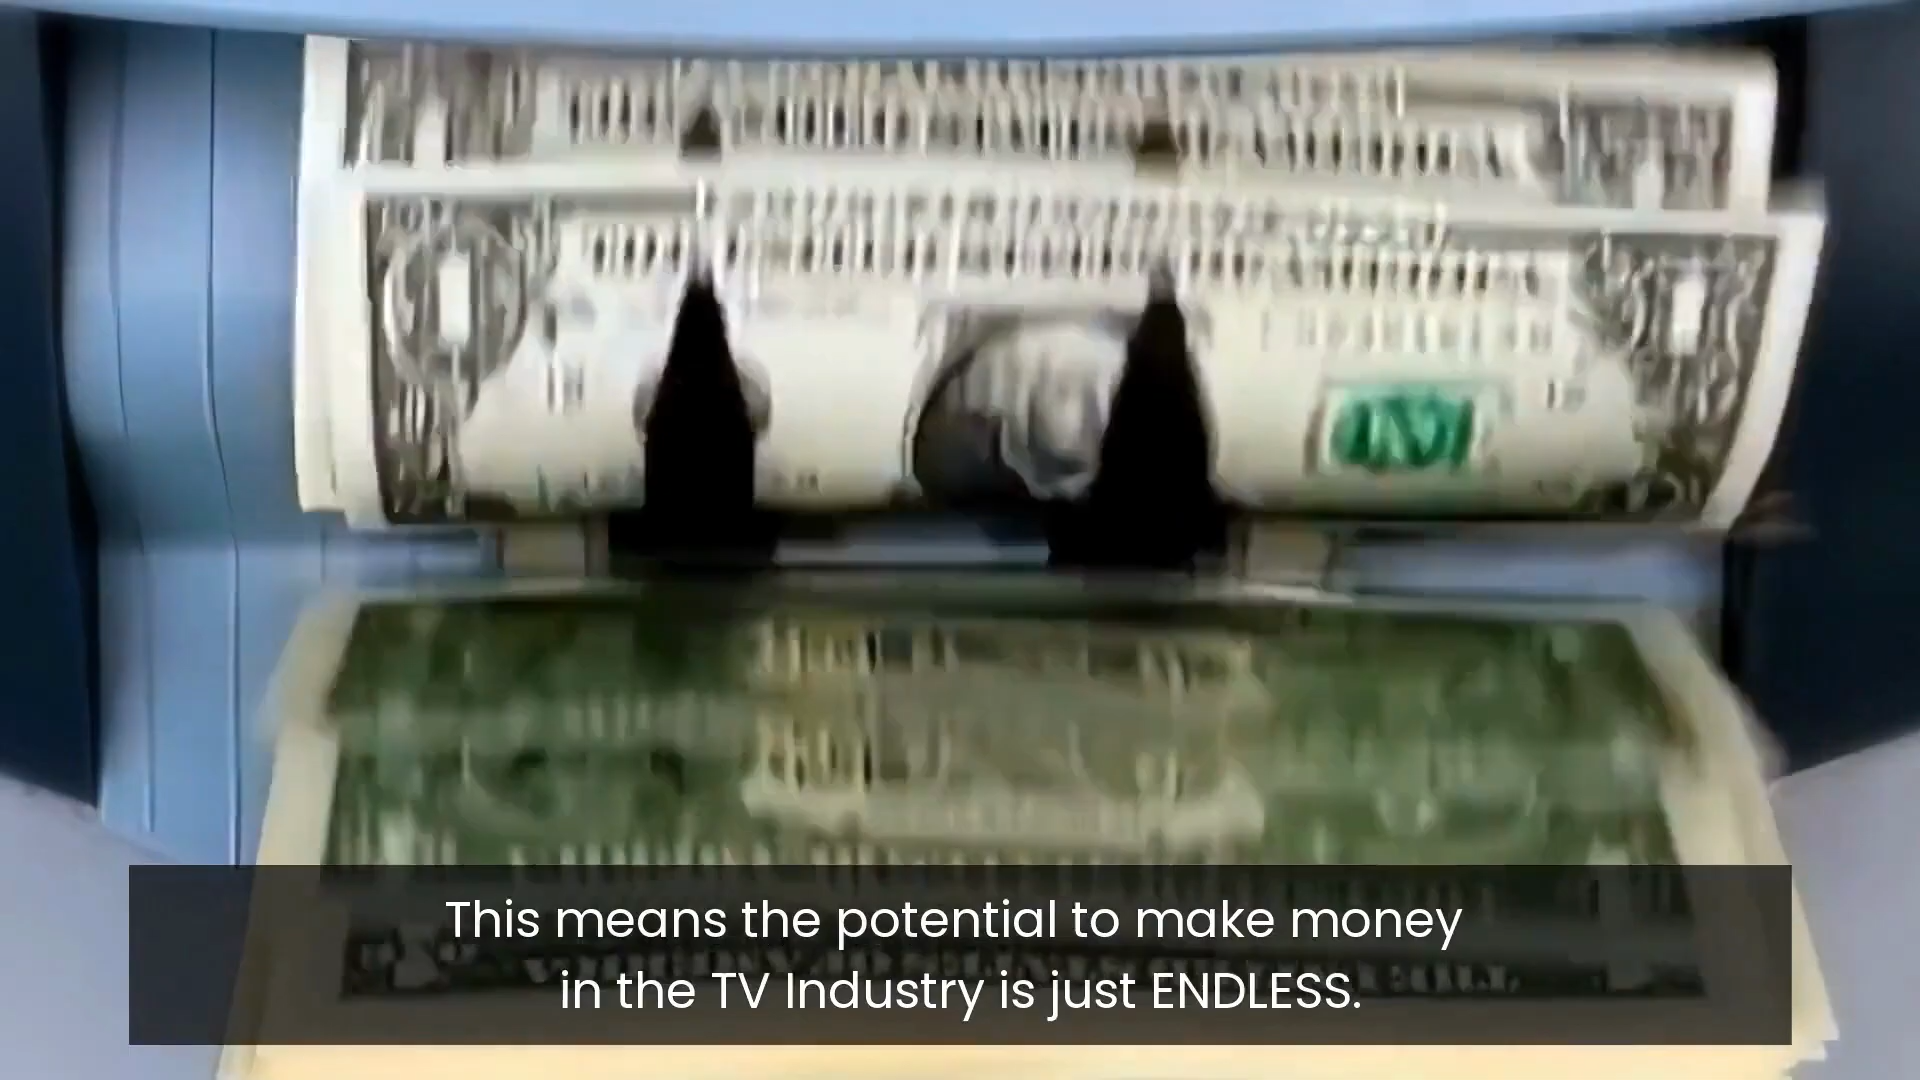 This means the potential to make money
in the TV Industry is just ENDLESS.